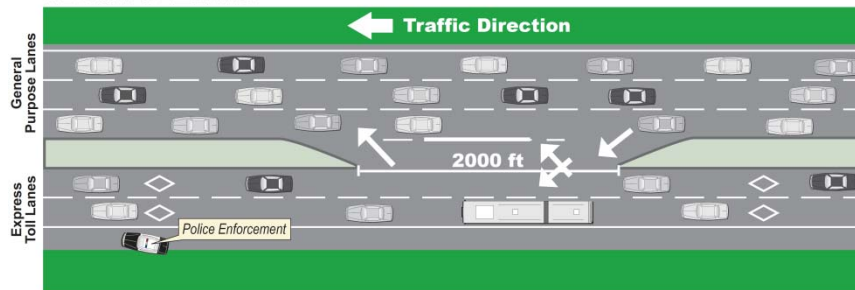 Traffic Direction
General
Purpose Lanes
2000 ft
Express
Toll Lanes
Police Enforcement